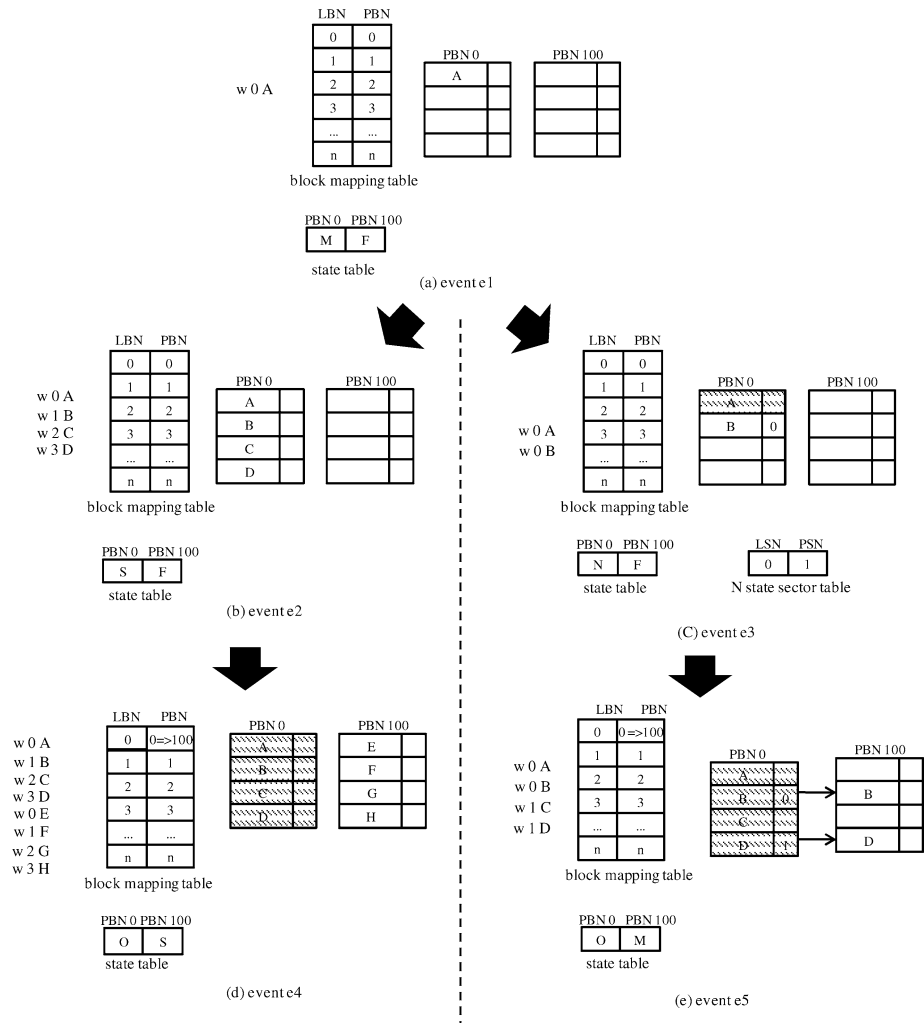 LBN PBN
0 0
1 1
2 2
3 3
... ...
n n
block mapping table
w 0 A
PBN 0
A
PBN 100
PBN 0 PBN 100
M F
state table
(a) event e1
LBN PBN
0 0
1 1
2 2
3 3
... ...
n n
block mapping table
w 0 A
w 1 B
w 2 C
w 3 D
PBN 0
A
B
C
D
PBN 100
PBN 0 PBN 100
S F
state table
(b) event e2
LBN PBN
0 0
1 1
2 2
3 3
... ...
n n
block mapping table
w 0 A
w 0 B
PBN 0
A
B 0
PBN 100
PBN 0 PBN 100
N F
state table
LSN PSN
0 1
N state sector table
(C) event e3
LBN PBN
0 0=>100
1 1
2 2
3 3
... ...
n n
block mapping table
w 0 A
w 1 B
w 2 C
w 3 D
w 0 E
w 1 F
w 2 G
w 3 H
PBN 0
A
B
C
D
PBN 100
E
F
G
H
PBN 0 PBN 100
O S
state table
(d) event e4
LBN PBN
0 0=>100
1 1
2 2
3 3
... ...
n n
block mapping table
w 0 A
w 0 B
w 1 C
w 1 D
PBN 0
A
B 0
C
D 1
PBN 100
B
D
PBN 0 PBN 100
O M
state table
(e) event e5